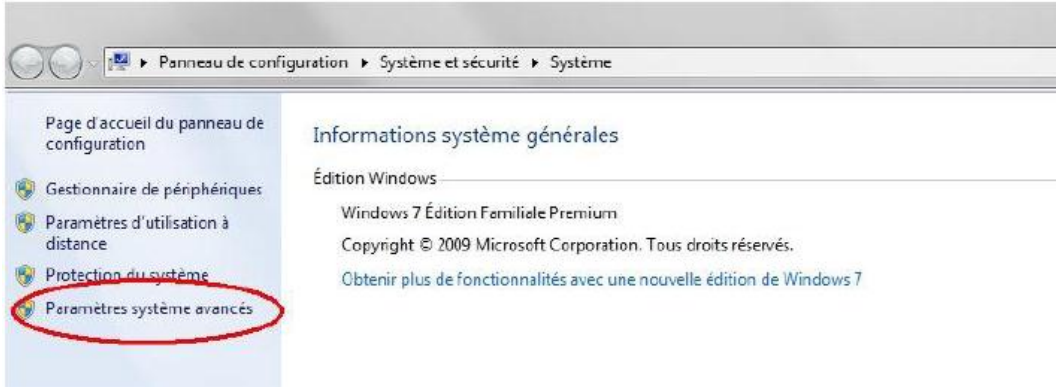 Panneau de configuration ▸ Système et sécurité ▸ Système
Page d'accueil du panneau de
configuration
Gestionnaire de périphériques
Paramètres d'utilisation à
distance
Protection du système
Paramètres système avancés
Informations système générales
Édition Windows
Windows 7 Édition Familiale Premium
Copyright © 2009 Microsoft Corporation. Tous droits réservés.
Obtenir plus de fonctionnalités avec une nouvelle édition de Windows 7